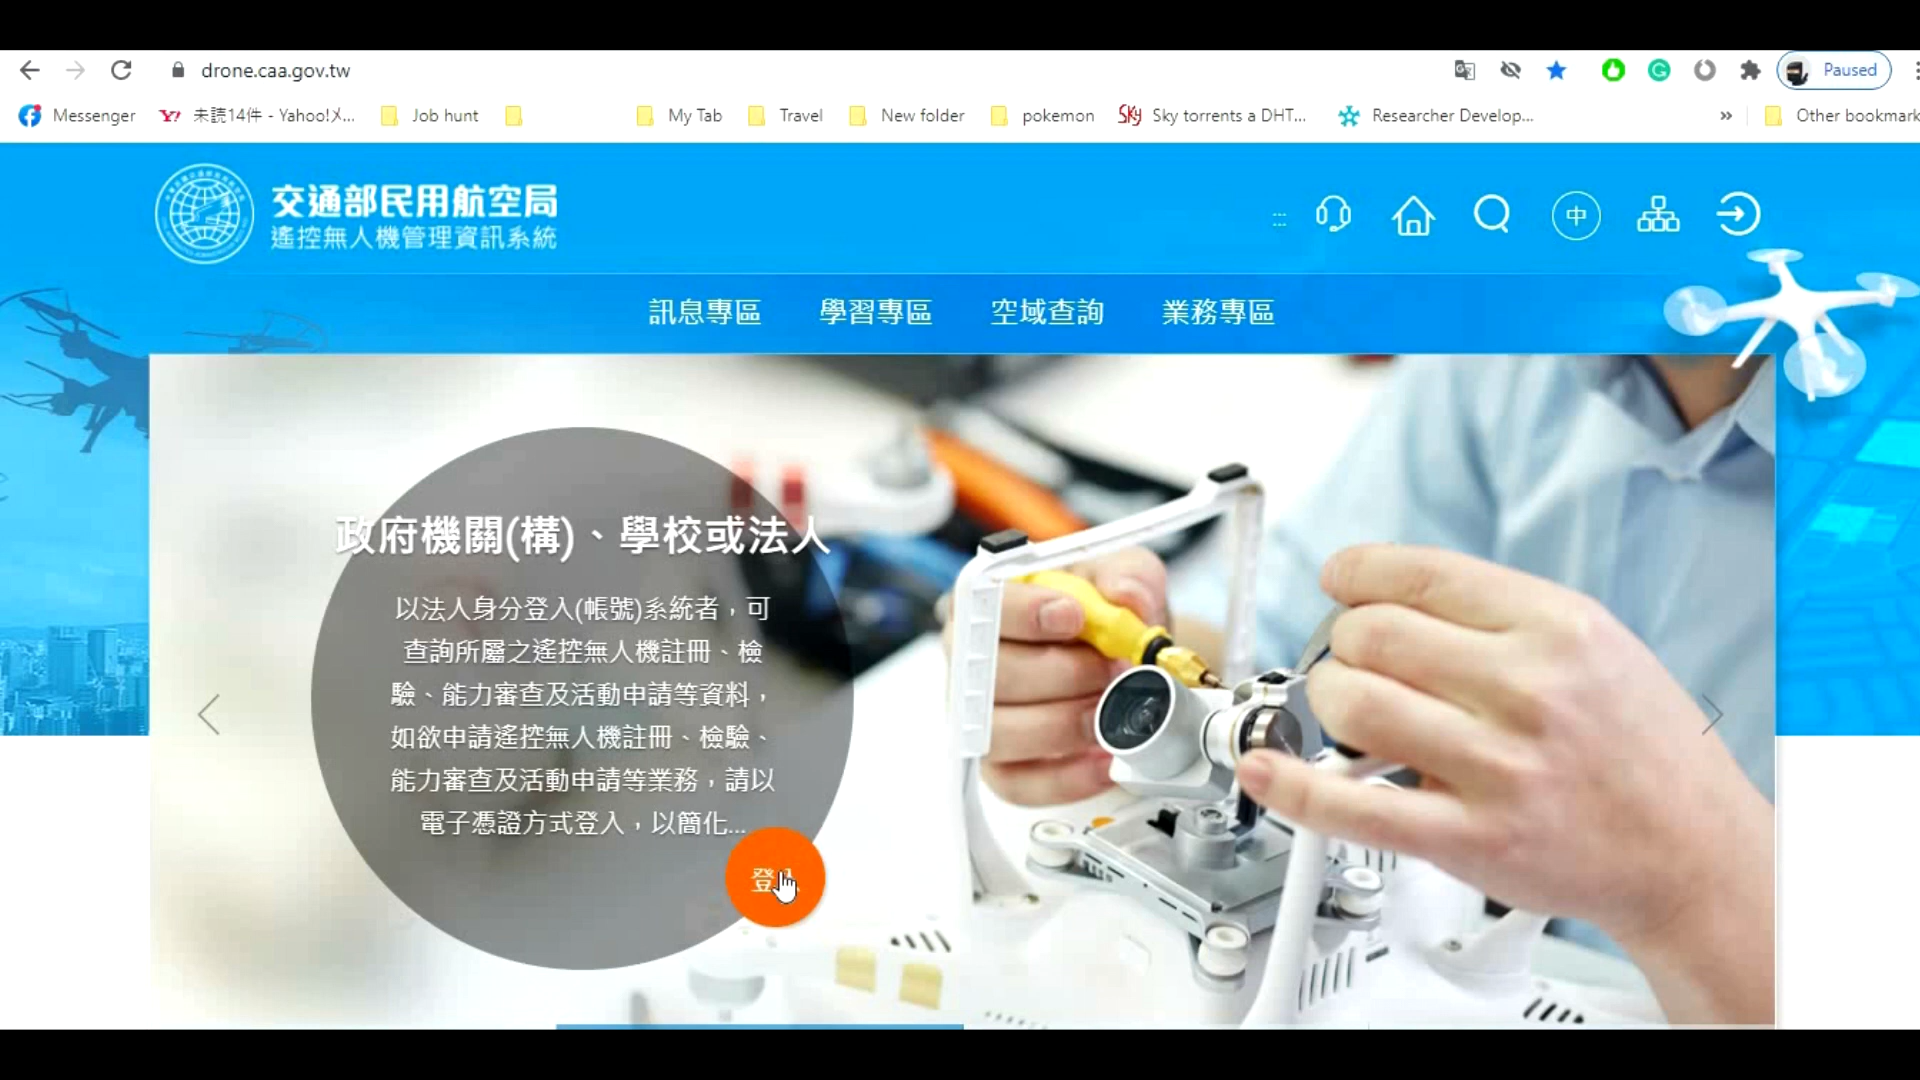 drone.caa.gov.tw
Paused
Messenger
未読14件 - Yahoo!メ...
Job hunt
My Tab
Travel
New folder
pokemon
Sky torrents a DHT...
Researcher Develop...
»
Other bookmark
交通部民用航空局
遙控無人機管理資訊系統
:::
中
訊息專區 學習專區 空域查詢 業務專區
政府機關(構)、學校或法人
以法人身分登入(帳號)系統者，可
查詢所屬之遙控無人機註冊、檢
驗、能力審查及活動申請等資料，
如欲申請遙控無人機註冊、檢驗、
能力審查及活動申請等業務，請以
電子憑證方式登入，以簡化...
登入